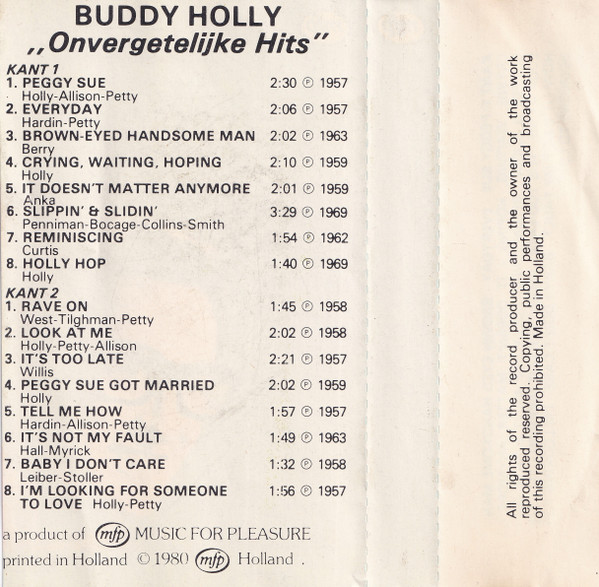 BUDDY HOLLY
,,Onvergetelijke Hits”
KANT 1
1. PEGGY SUE 2:30 ℗ 1957
Holly-Allison-Petty
2. EVERYDAY 2:06 ℗ 1957
Hardin-Petty
3. BROWN-EYED HANDSOME MAN 2:02 ℗ 1963
Berry
4. CRYING, WAITING, HOPING 2:10 ℗ 1959
Holly
5. IT DOESN'T MATTER ANYMORE 2:01 ℗ 1959
Anka
6. SLIPPIN' & SLIDIN' 3:29 ℗ 1969
Penniman-Bocage-Collins-Smith
7. REMINISCING 1:54 ℗ 1962
Curtis
8. HOLLY HOP 1:40 ℗ 1969
Holly
KANT 2
1. RAVE ON 1:45 ℗ 1958
West-Tilghman-Petty
2. LOOK AT ME 2:02 ℗ 1958
Holly-Petty-Allison
3. IT'S TOO LATE 2:21 ℗ 1957
Willis
4. PEGGY SUE GOT MARRIED 2:02 ℗ 1959
Holly
5. TELL ME HOW 1:57 ℗ 1957
Hardin-Allison-Petty
6. IT'S NOT MY FAULT 1:49 ℗ 1963
Hall-Myrick
7. BABY I DON'T CARE 1:32 ℗ 1958
Leiber-Stoller
8. I'M LOOKING FOR SOMEONE 1:56 ℗ 1957
TO LOVE Holly-Petty
a product of mfp MUSIC FOR PLEASURE
printed in Holland © 1980 mfp Holland .
All rights of the record producer and the owner of the work
reproduced reserved. Copying, public performances and broadcasting
of this recording prohibited. Made in Holland.